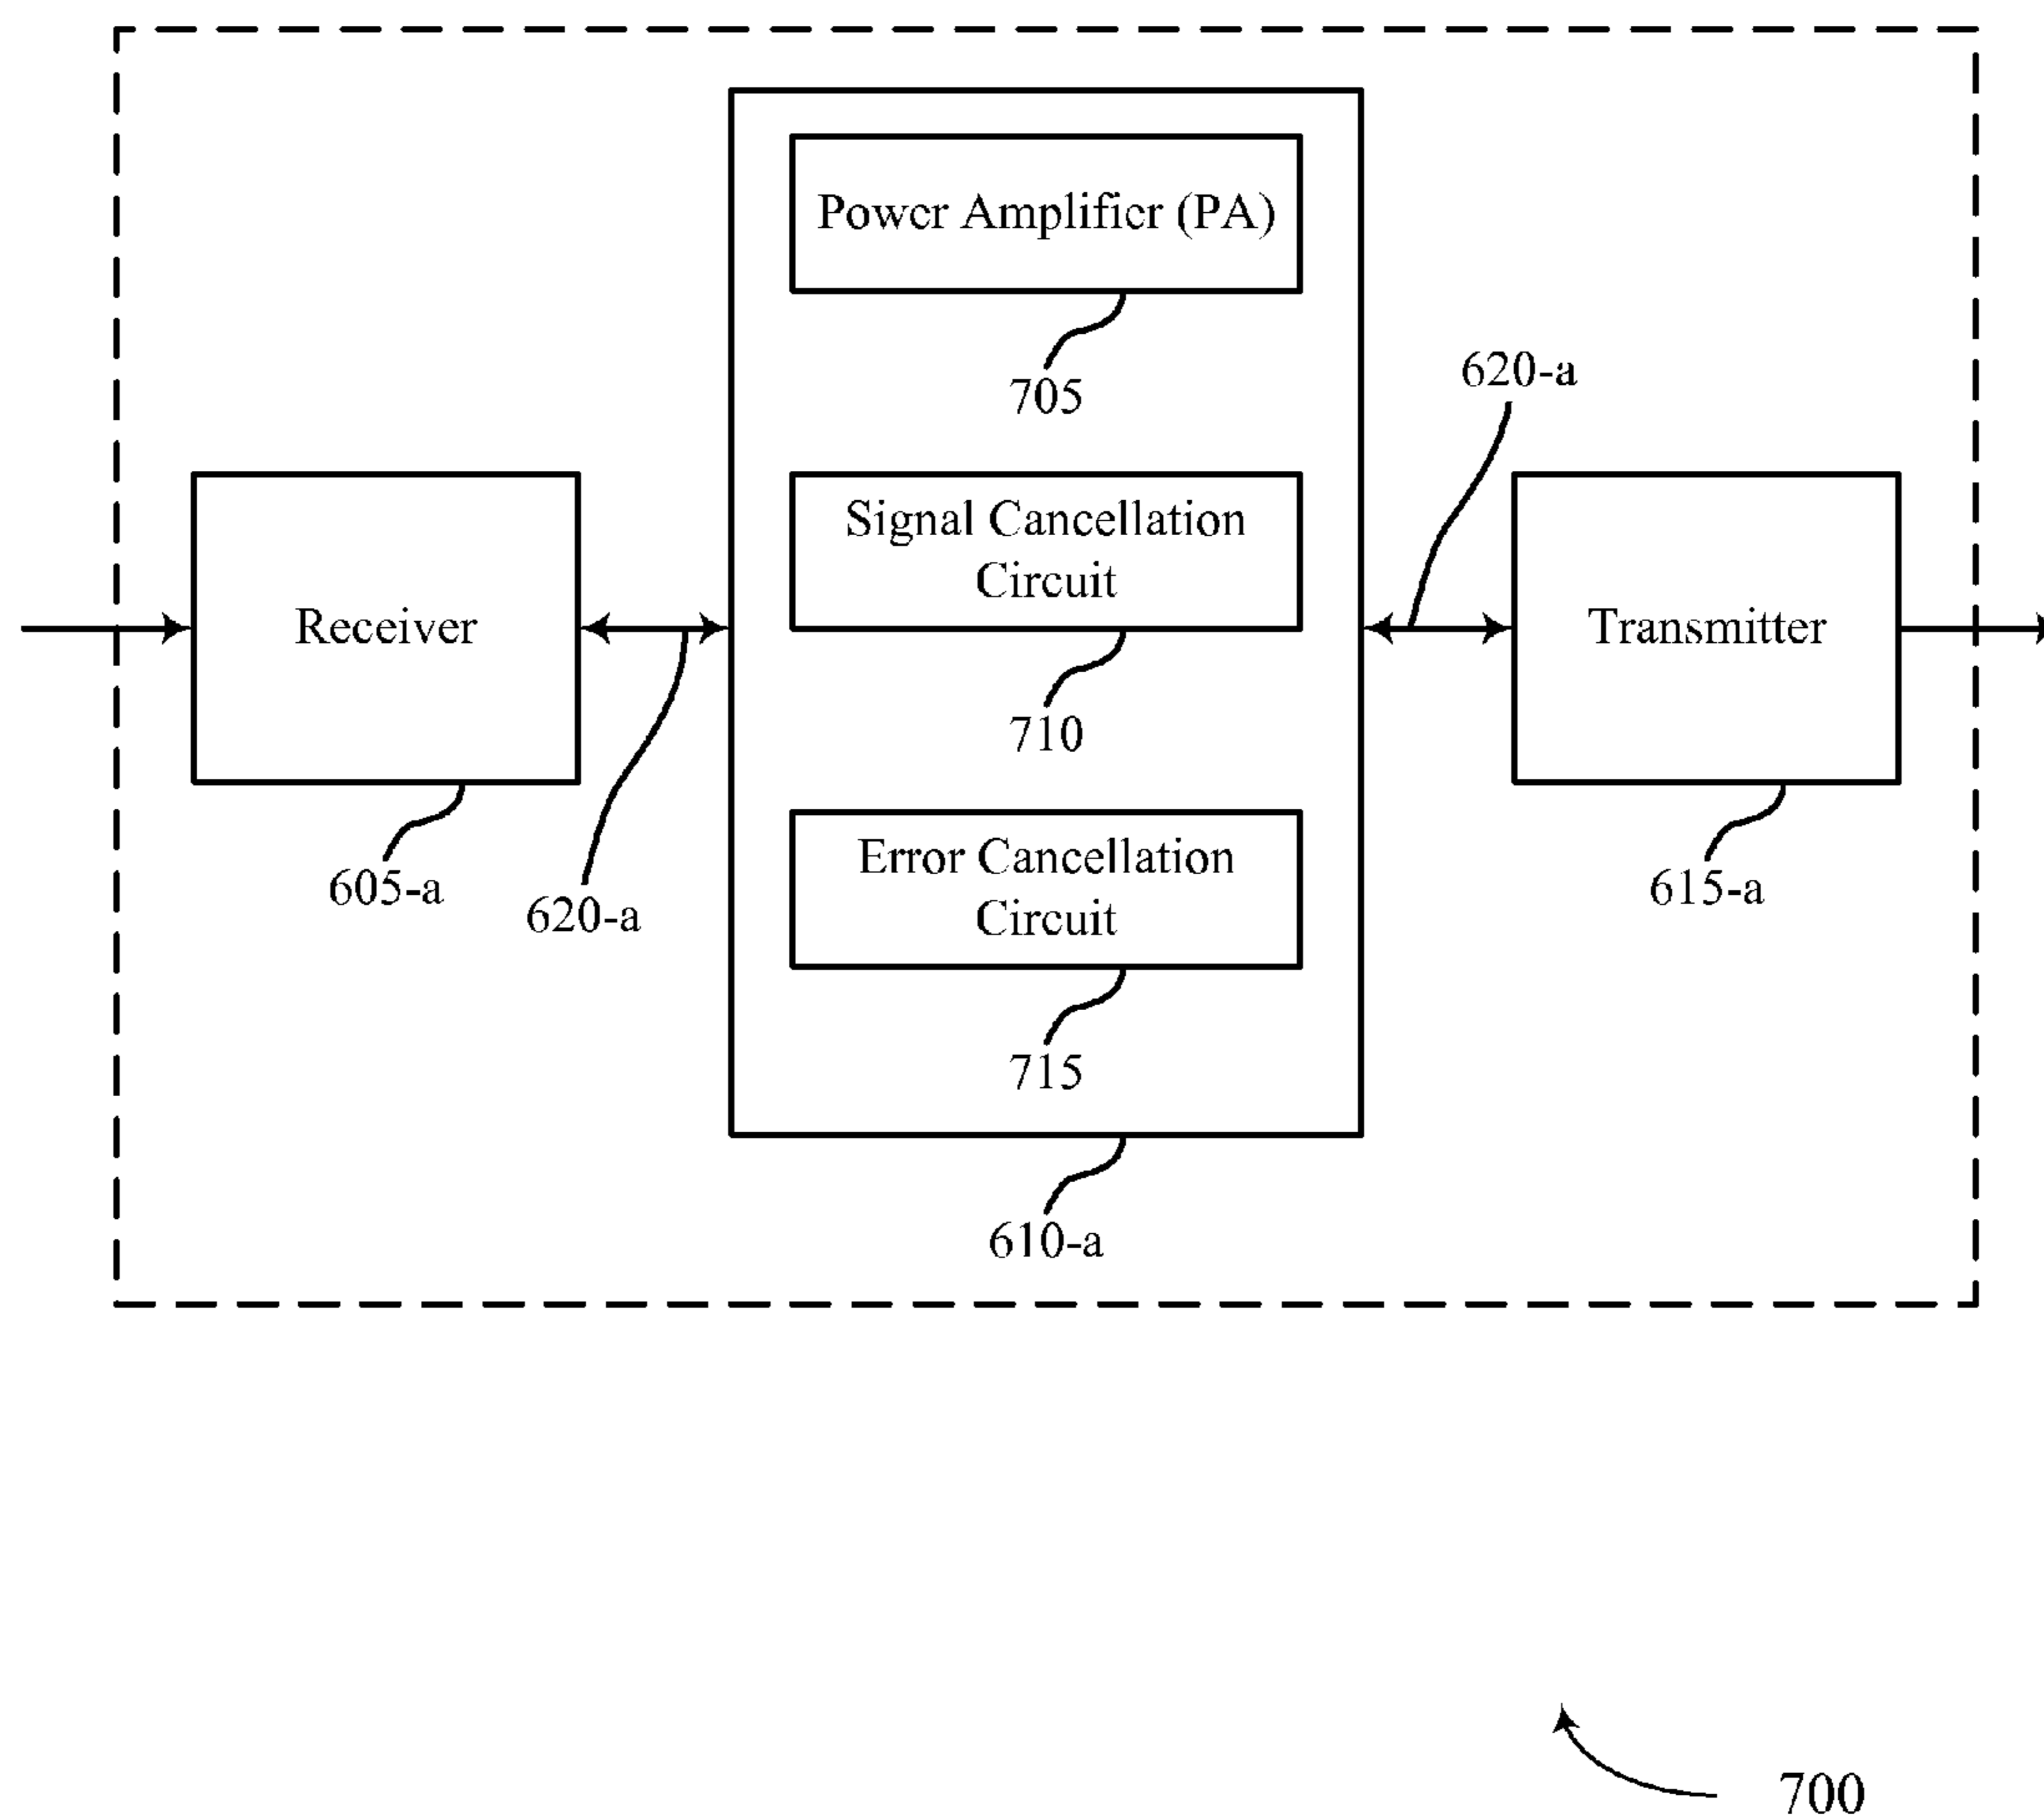 Power Amplifier (PA)
705
620-a
Signal Cancellation
Circuit
Receiver
Transmitter
710
Error Cancellation
Circuit
605-a
620-a
615-a
715
610-a
700